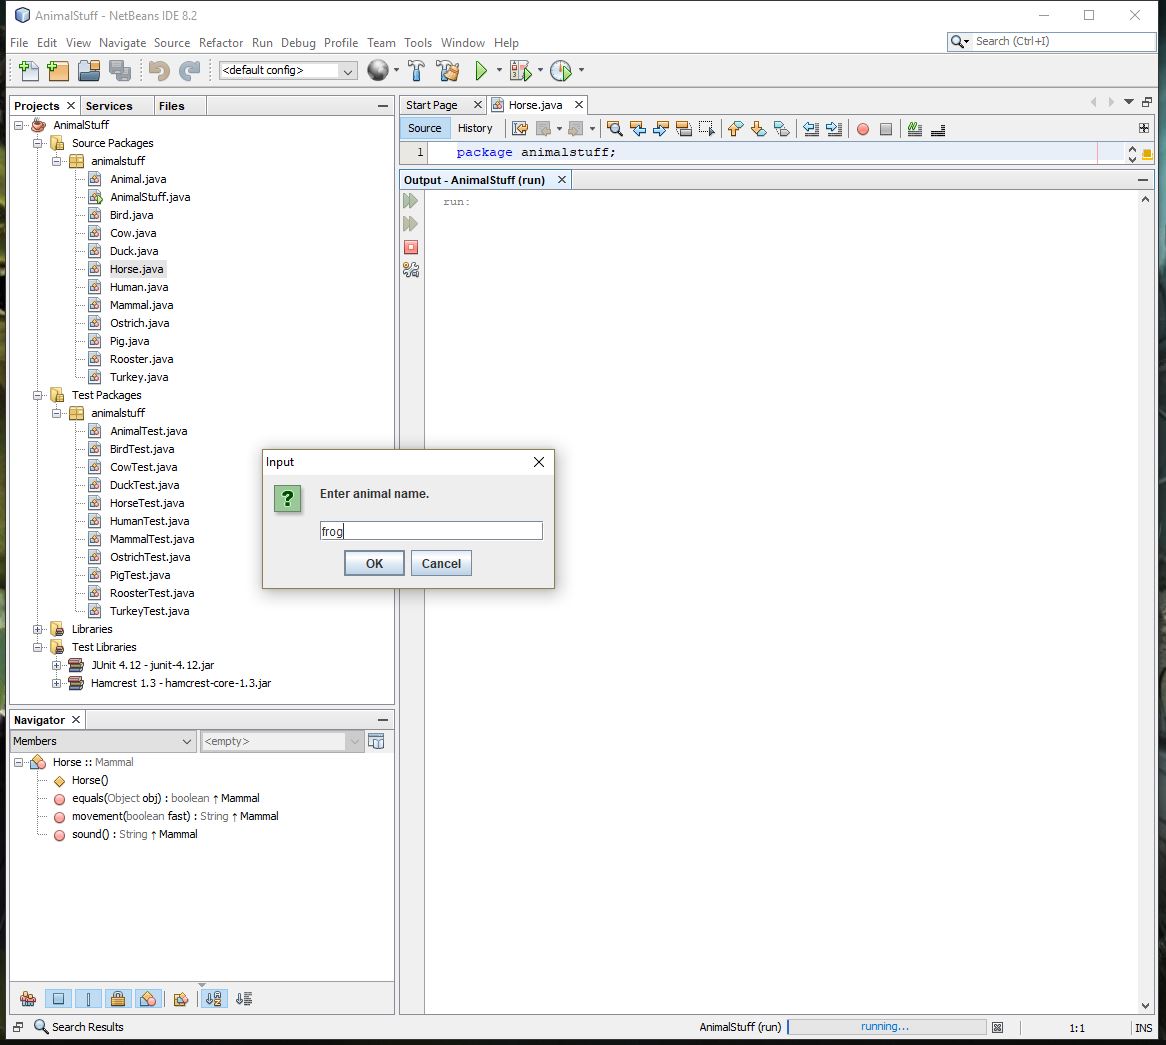 AnimalStuff - NetBeans IDE 8.2
File Edit View Navigate Source Refactor Run Debug Profile Team Tools Window Help
Search (Ctrl+I)
<default config>
Projects Services Files
AnimalStuff
Source Packages
animalstuff
Animal.java
AnimalStuff.java
Bird.java
Cow.java
Duck.java
Horse.java
Human.java
Mammal.java
Ostrich.java
Pig.java
Rooster.java
Turkey.java
Test Packages
animalstuff
AnimalTest.java
BirdTest.java
CowTest.java
DuckTest.java
HorseTest.java
HumanTest.java
MammalTest.java
OstrichTest.java
PigTest.java
RoosterTest.java
TurkeyTest.java
Libraries
Test Libraries
JUnit 4.12 - junit-4.12.jar
Hamcrest 1.3 - hamcrest-core-1.3.jar
Navigator
Members <empty>
Horse :: Mammal
Horse()
equals(Object obj) : boolean ↑ Mammal
movement(boolean fast) : String ↑ Mammal
sound() : String ↑ Mammal
Start Page Horse.java
Source History
1 package animalstuff;
Output - AnimalStuff (run)
run:
Input
Enter animal name.
frog
OK Cancel
Search Results
AnimalStuff (run) running... 1:1 INS